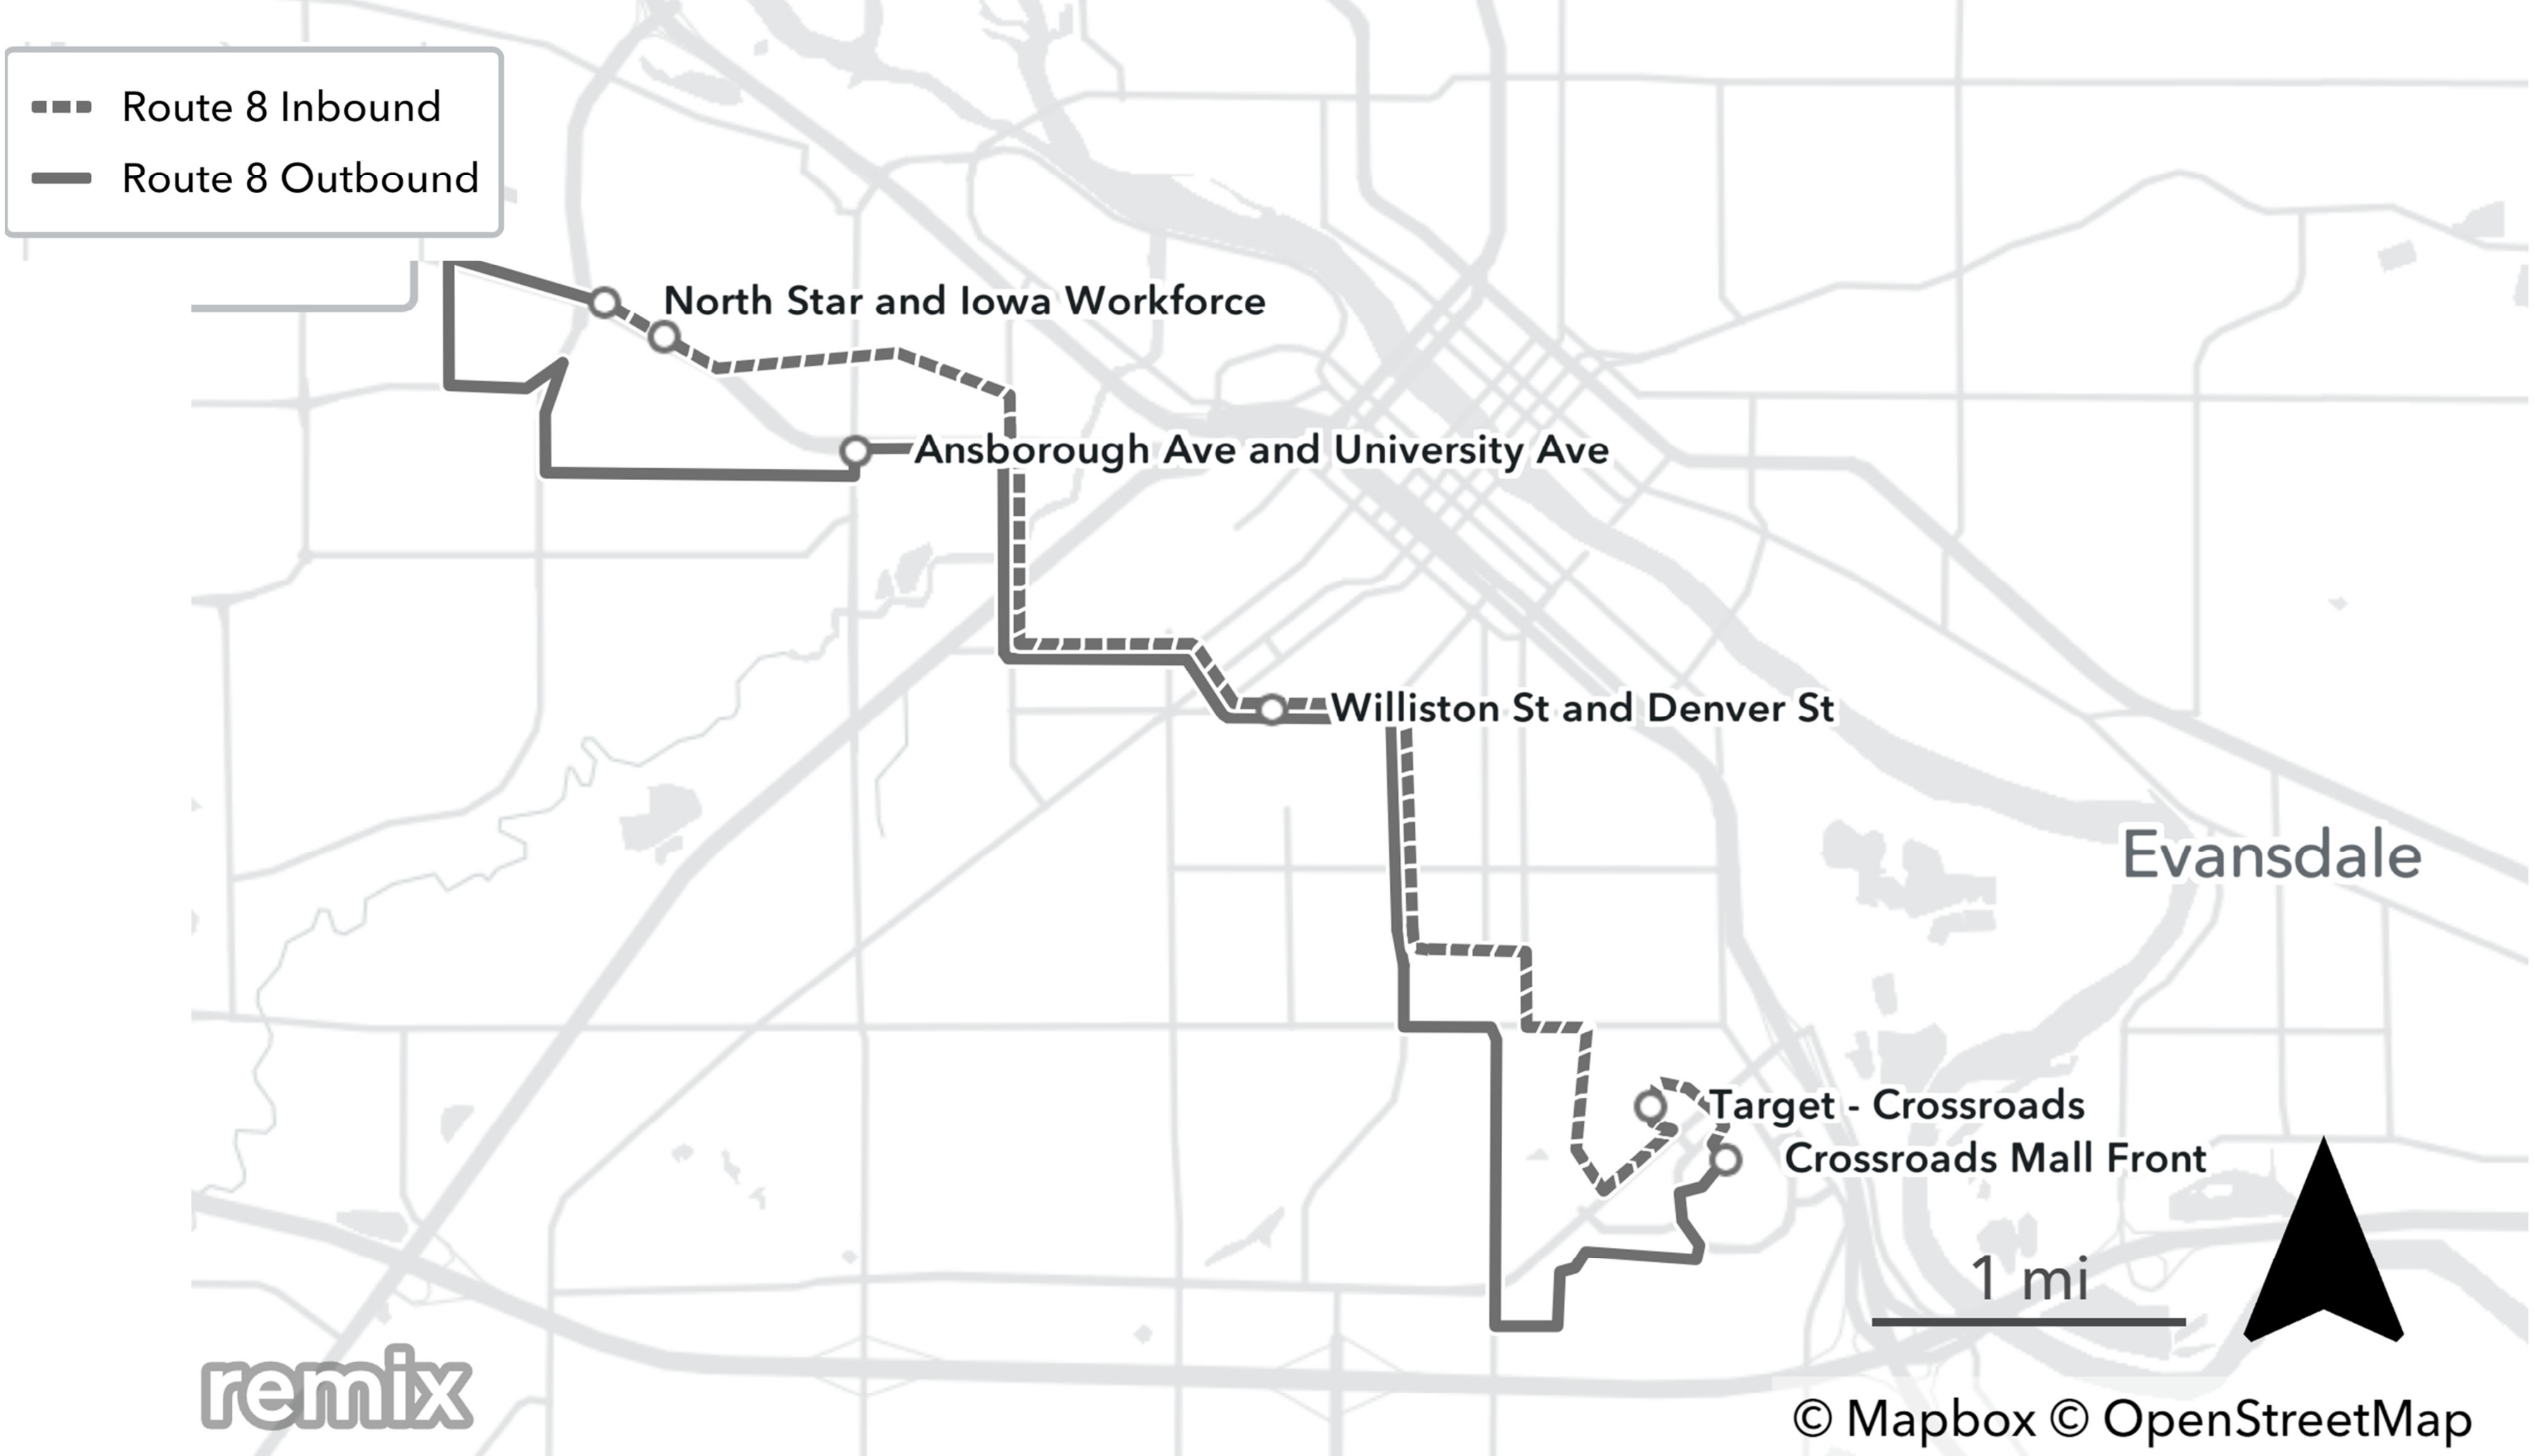 Route 8 Inbound
Route 8 Outbound
North Star and Iowa Workforce
Ansborough Ave and University Ave
Williston St and Denver St
Evansdale
Target - Crossroads
Crossroads Mall Front
1 mi
remix
© Mapbox © OpenStreetMap